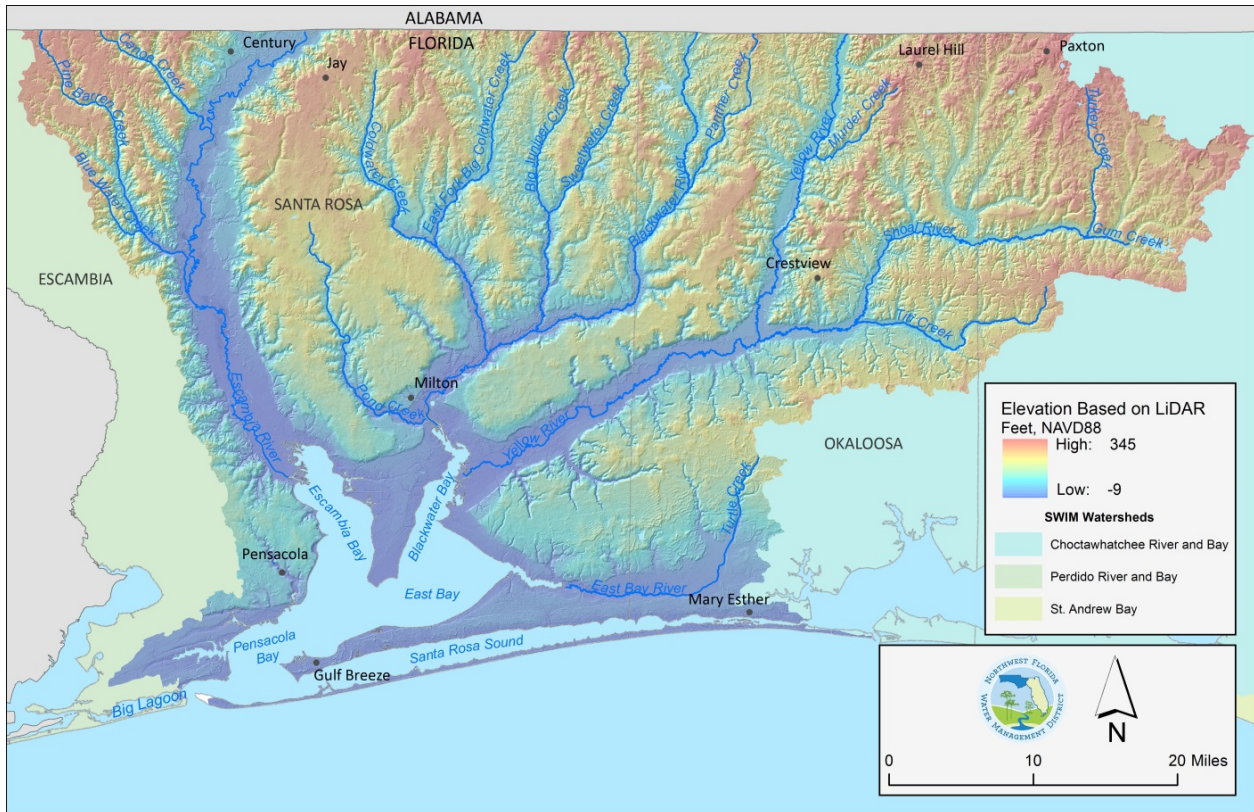 ALABAMA
FLORIDA
Century
Jay
Laurel Hill
Paxton
Canoe Creek
Pine Barren Creek
Blue Water Creek
Coldwater Creek
East Fork Big Coldwater Creek
Big Juniper Creek
Sweetwater Creek
Panther Creek
Blackwater River
Yellow River
Murder Creek
Turkey Creek
SANTA ROSA
Shoal River
Gum Creek
ESCAMBIA
Crestview
Titi Creek
Milton
Pond Creek
Escambia River
Yellow River
OKALOOSA
Escambia Bay
Blackwater Bay
Turtle Creek
Pensacola
East Bay
East Bay River
Mary Esther
Pensacola
Bay
Santa Rosa Sound
Gulf Breeze
Big Lagoon
Elevation Based on LiDAR
Feet, NAVD88
High: 345
Low: -9
SWIM Watersheds
Choctawhatchee River and Bay
Perdido River and Bay
St. Andrew Bay
NORTHWEST FLORIDA
WATER MANAGEMENT DISTRICT
N
0 10 20 Miles